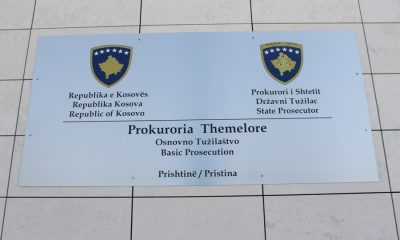 Republika e Kosovës
Republika Kosova
Republic of Kosovo
Prokurori i Shtetit
Državni Tužilac
State Prosecutor
Prokuroria Themelore
Osnovno Tužilaštvo
Basic Prosecution
Prishtinë / Pristina